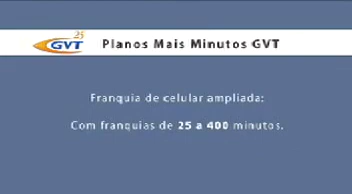 25
GVT
Planos Mais Minutos GVT
Franquia de celular ampliada:
Com franquias de 25 a 400 minutos.